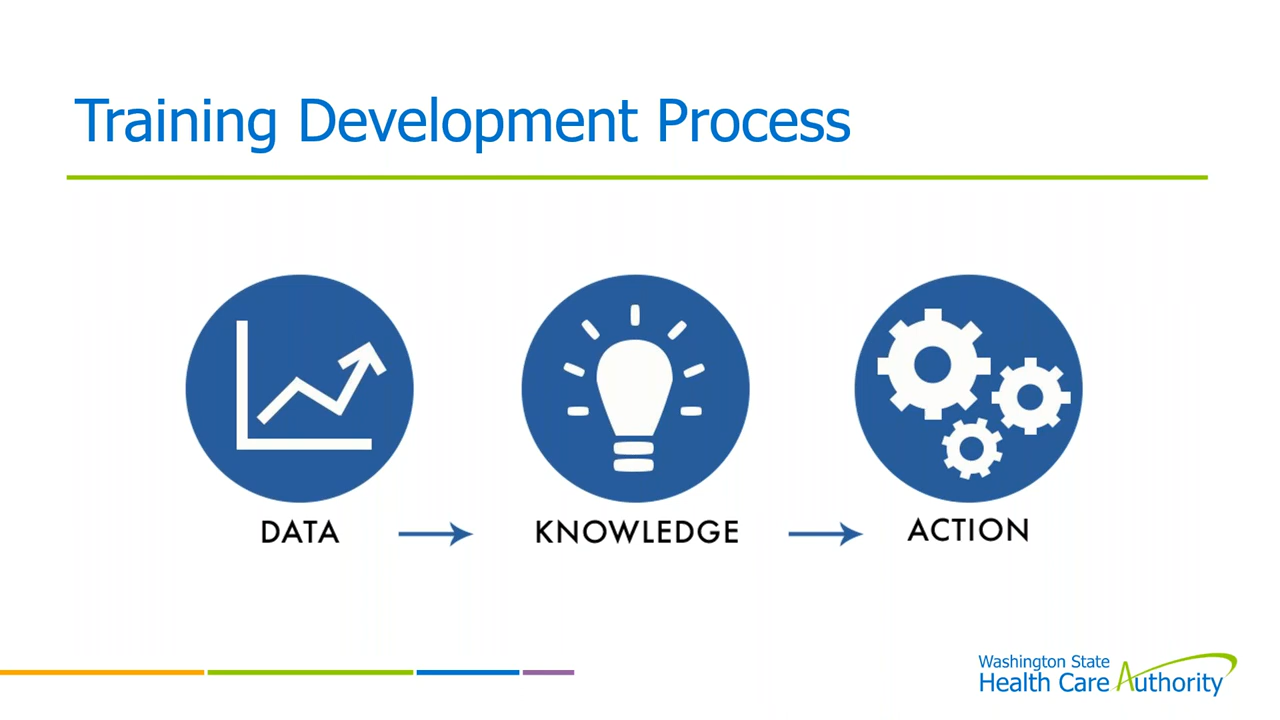 Training Development Process
DATA
KNOWLEDGE
ACTION
Washington State
Health Care Authority